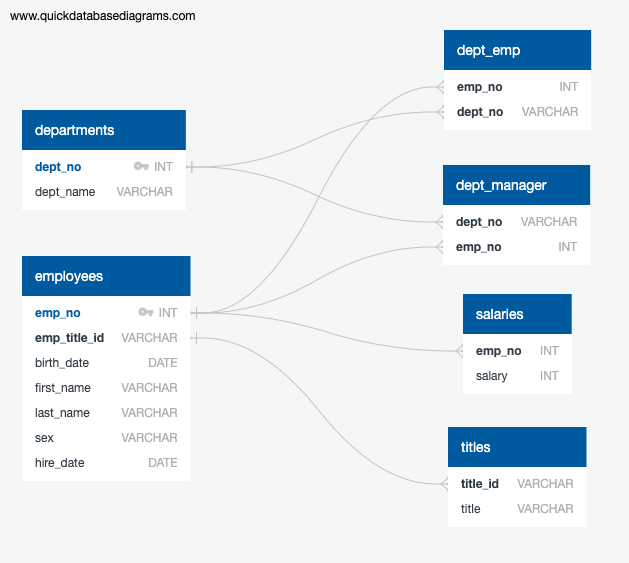 www.quickdatabasediagrams.com
departments
dept_no INT
dept_name VARCHAR
employees
emp_no INT
emp_title_id VARCHAR
birth_date DATE
first_name VARCHAR
last_name VARCHAR
sex VARCHAR
hire_date DATE
dept_emp
emp_no INT
dept_no VARCHAR
dept_manager
dept_no VARCHAR
emp_no INT
salaries
emp_no INT
salary INT
titles
title_id VARCHAR
title VARCHAR